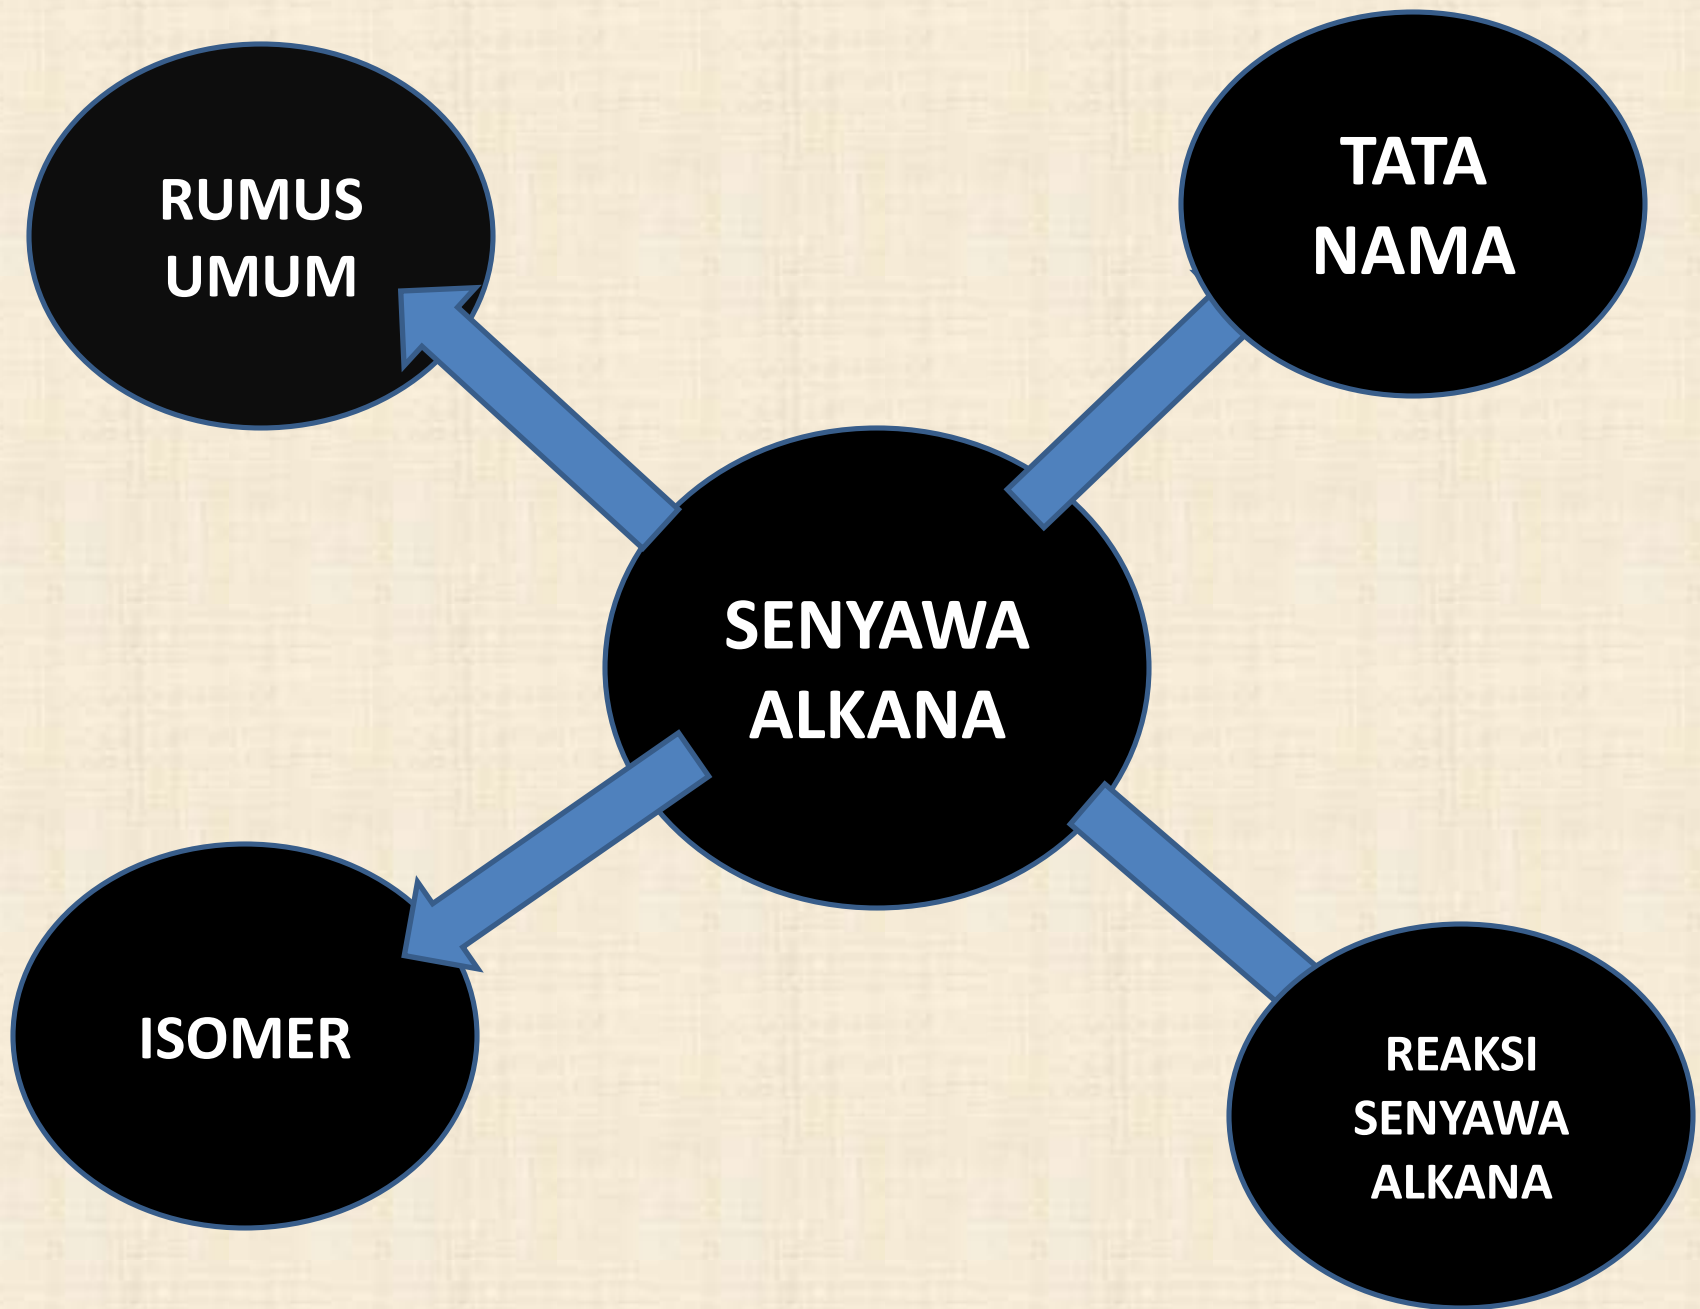 RUMUS
UMUM
TATA
NAMA
SENYAWA
ALKANA
ISOMER
REAKSI
SENYAWA
ALKANA